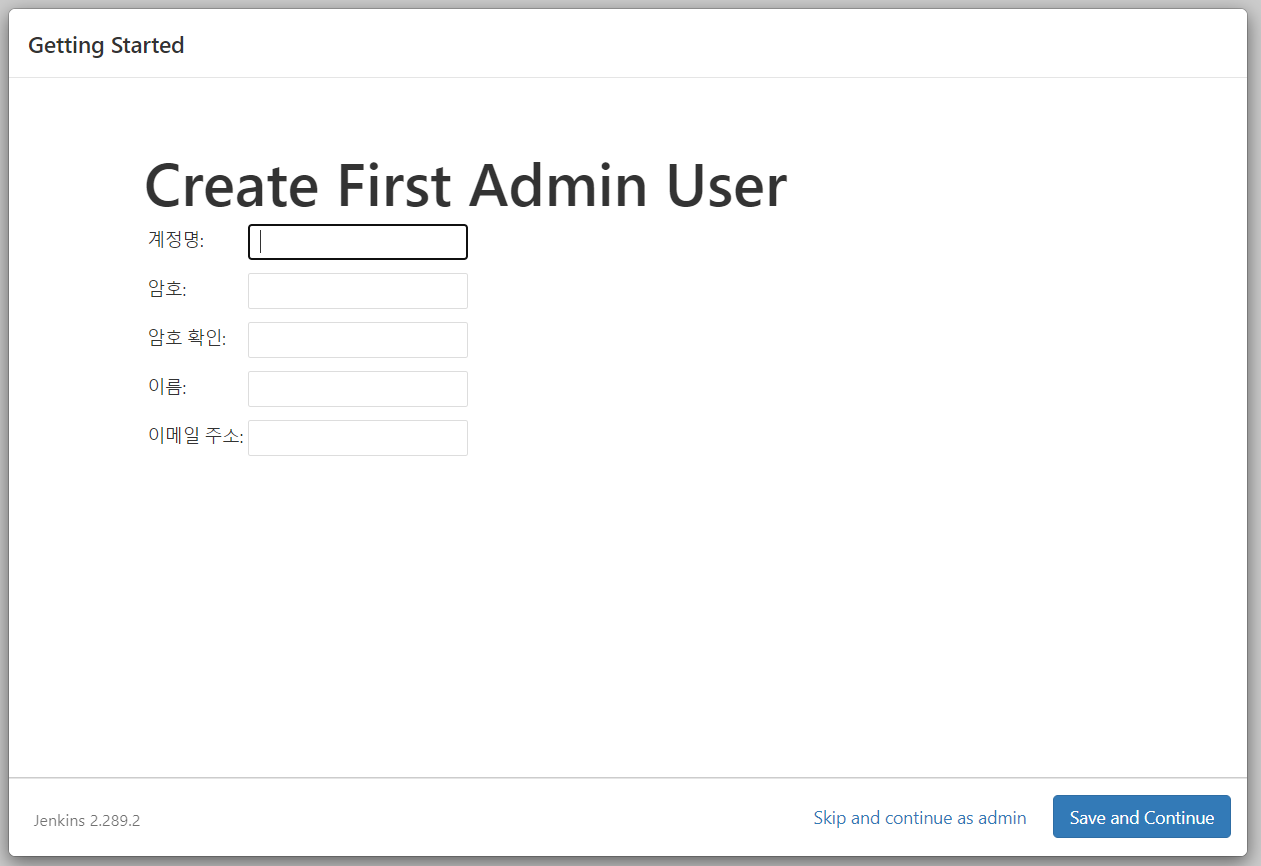 Getting Started
Create First Admin User
계정명:
암호:
암호 확인:
이름:
이메일 주소:
Jenkins 2.289.2
Skip and continue as admin
Save and Continue